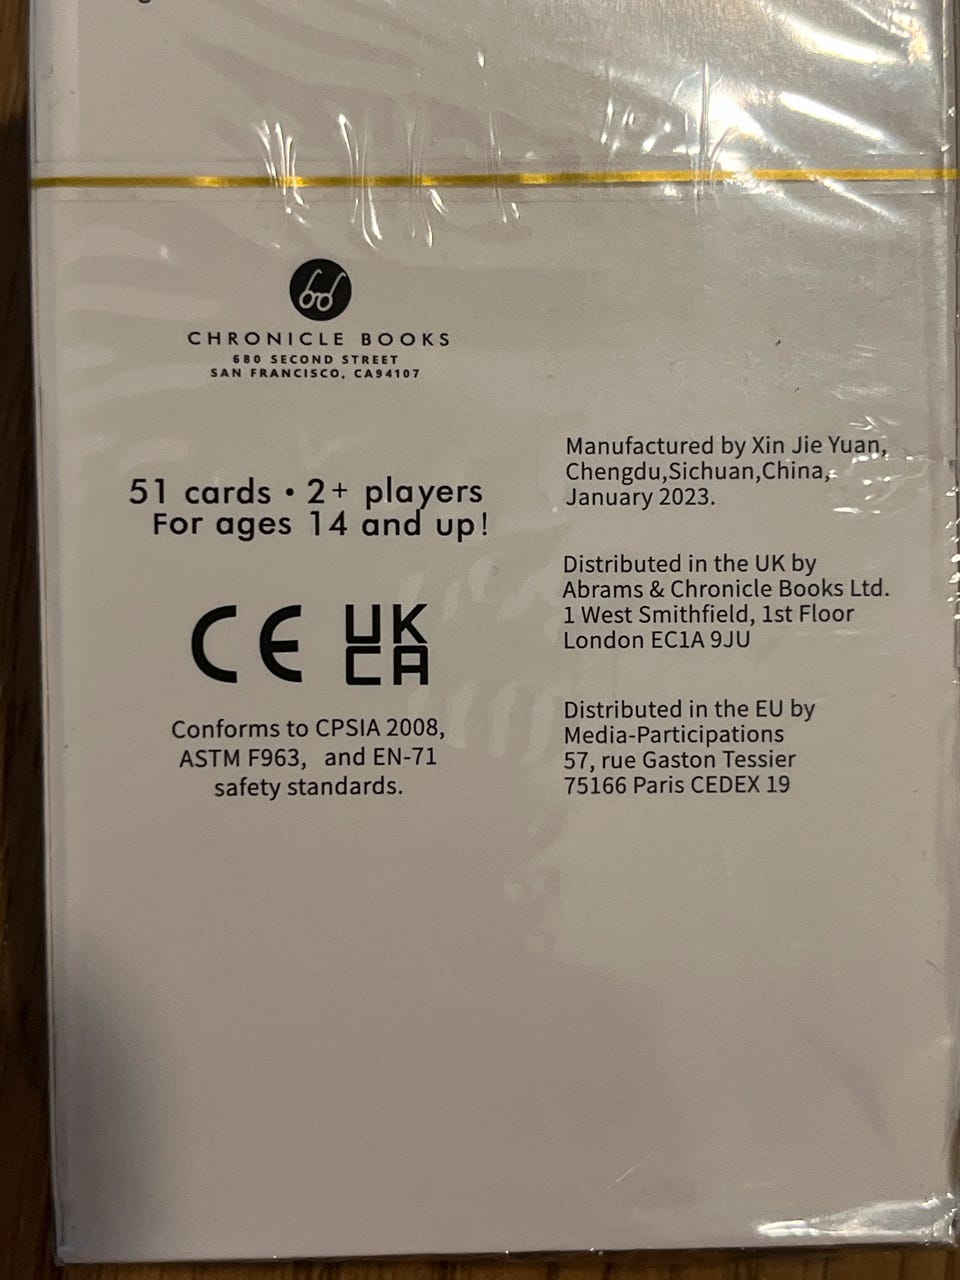 CHRONICLE BOOKS
680 SECOND STREET
SAN FRANCISCO, CA94107
51 cards • 2+ players
For ages 14 and up!
CE UK
CA
Conforms to CPSIA 2008,
ASTM F963, and EN-71
safety standards.
Manufactured by Xin Jie Yuan,
Chengdu,Sichuan,China,
January 2023.
Distributed in the UK by
Abrams & Chronicle Books Ltd.
1 West Smithfield, 1st Floor
London EC1A 9JU
Distributed in the EU by
Media-Participations
57, rue Gaston Tessier
75166 Paris CEDEX 19